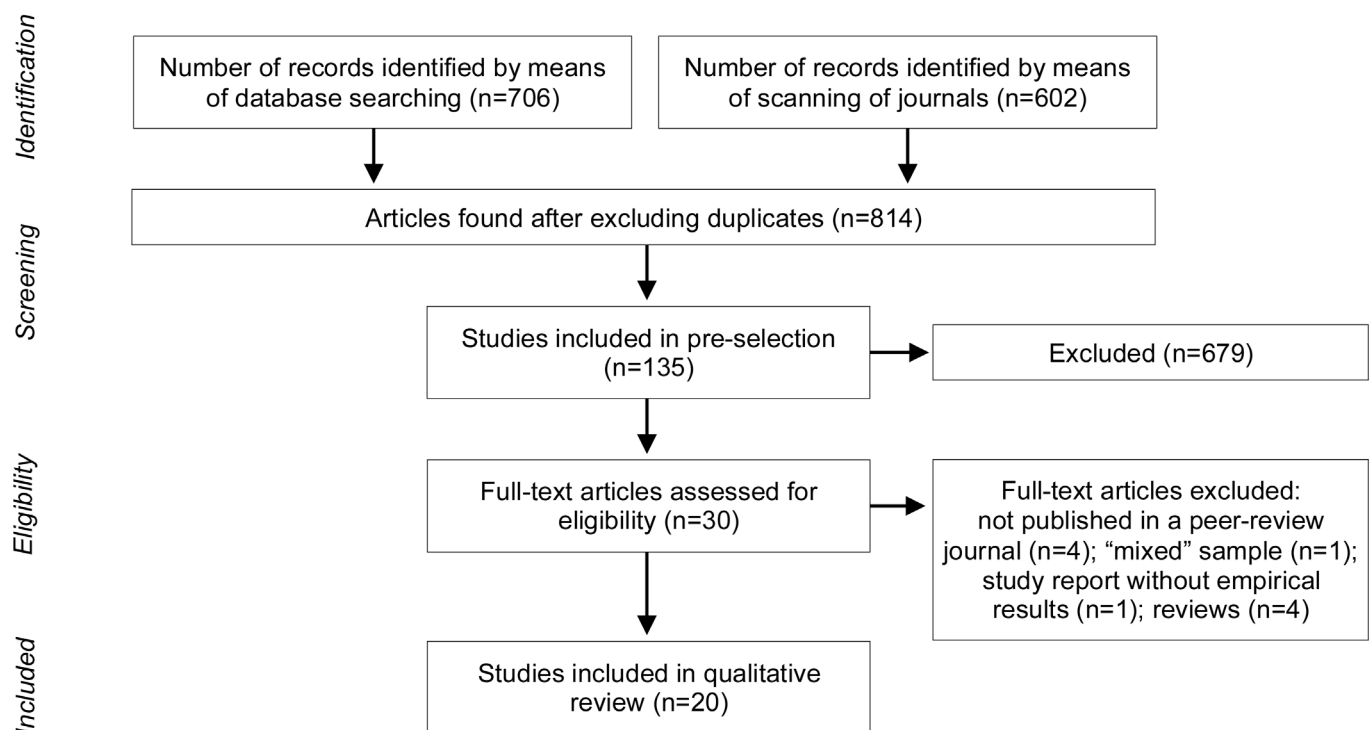 Identification
Number of records identified by means
of database searching (n=706)
Number of records identified by means
of scanning of journals (n=602)
Articles found after excluding duplicates (n=814)
Screening
Studies included in pre-selection
(n=135)
Excluded (n=679)
Eligibility
Full-text articles assessed for
eligibility (n=30)
Full-text articles excluded:
not published in a peer-review
journal (n=4); “mixed” sample (n=1);
study report without empirical
results (n=1); reviews (n=4)
Included
Studies included in qualitative
review (n=20)